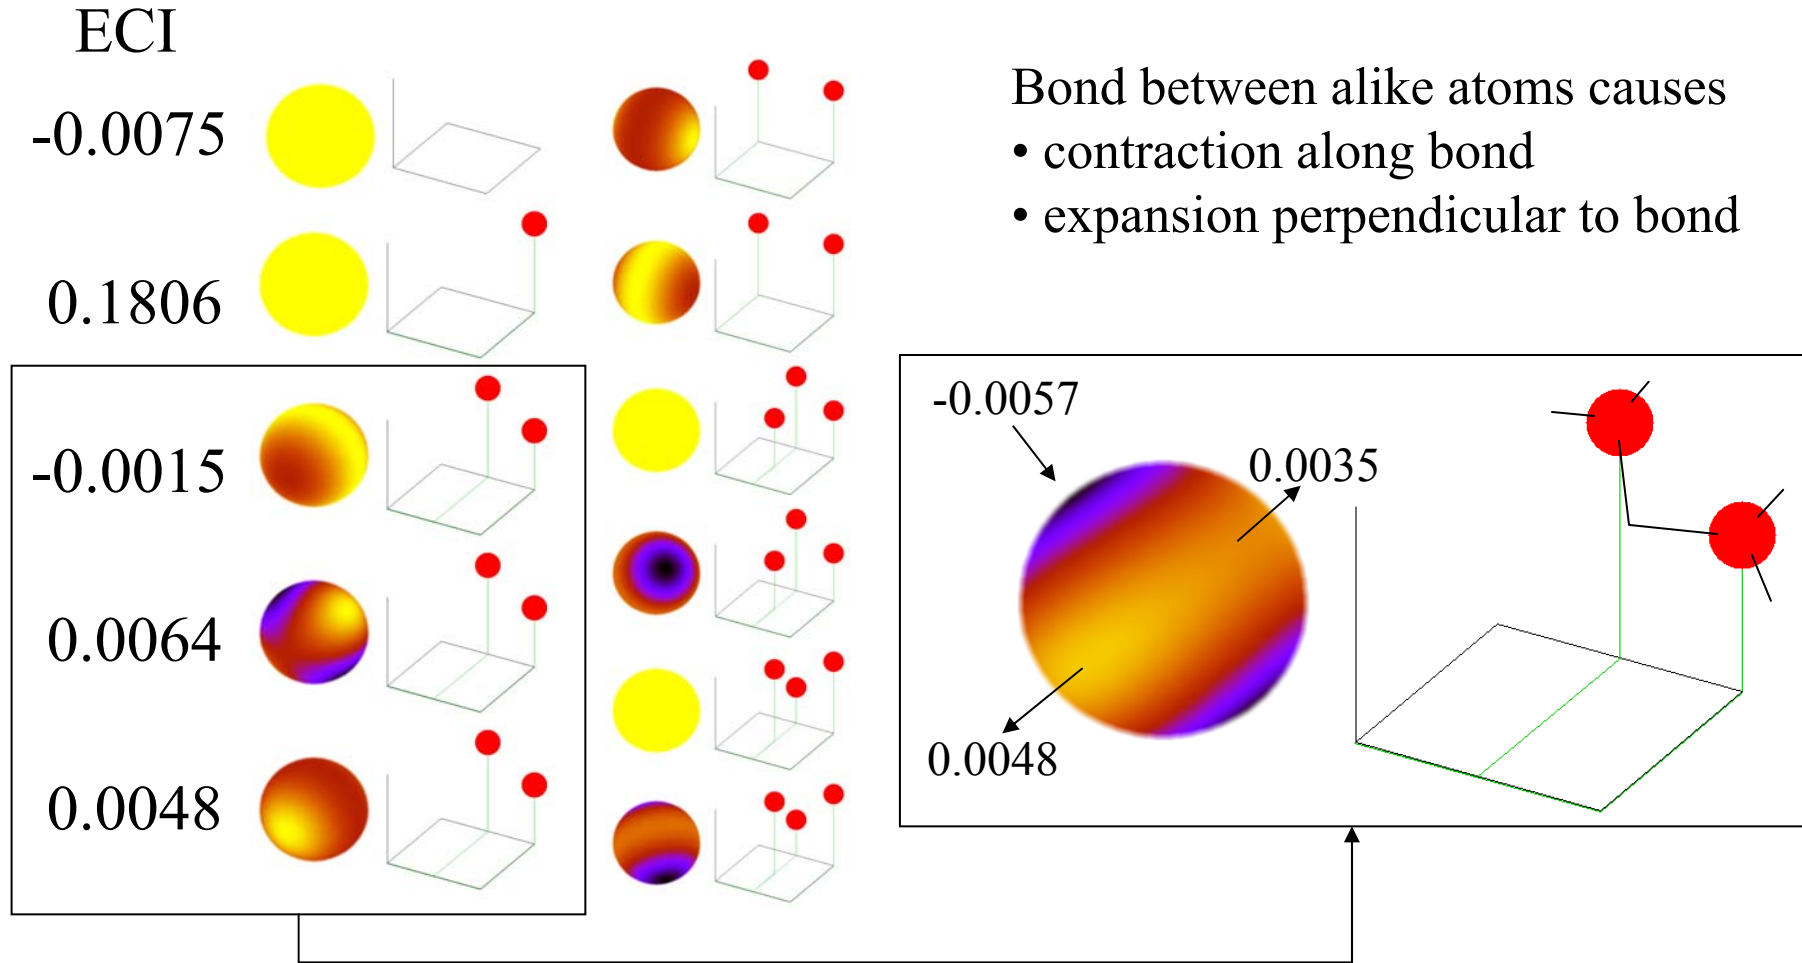 ECI
-0.0075
0.1806
-0.0015
0.0064
0.0048
Bond between alike atoms causes
• contraction along bond
• expansion perpendicular to bond
-0.0057
0.0035
0.0048